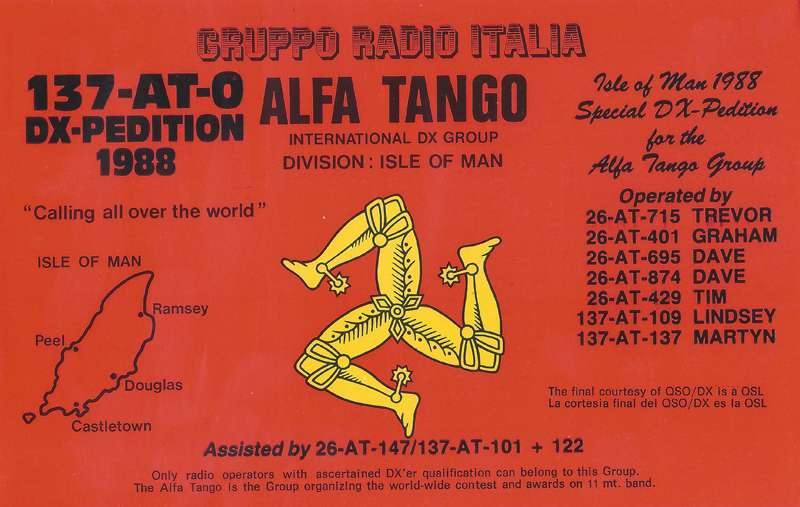 GRUPPO RADIO ITALIA
137-AT-0
DX-PEDITION
1988
ALFA TANGO
INTERNATIONAL DX GROUP
DIVISION : ISLE OF MAN
Isle of Man 1988
Special DX-Pedition
for the
Alfa Tango Group
Operated by
26-AT-715 TREVOR
26-AT-401 GRAHAM
26-AT-695 DAVE
26-AT-874 DAVE
26-AT-429 TIM
137-AT-109 LINDSEY
137-AT-137 MARTYN
"Calling all over the world"
ISLE OF MAN
Ramsey
Peel
Douglas
Castletown
The final courtesy of QSO/DX is a QSL
La cortesia final del QSO/DX es la QSL
Assisted by 26-AT-147/137-AT-101 + 122
Only radio operators with ascertained DX'er qualification can belong to this Group.
The Alfa Tango is the Group organizing the world-wide contest and awards on 11 mt. band.